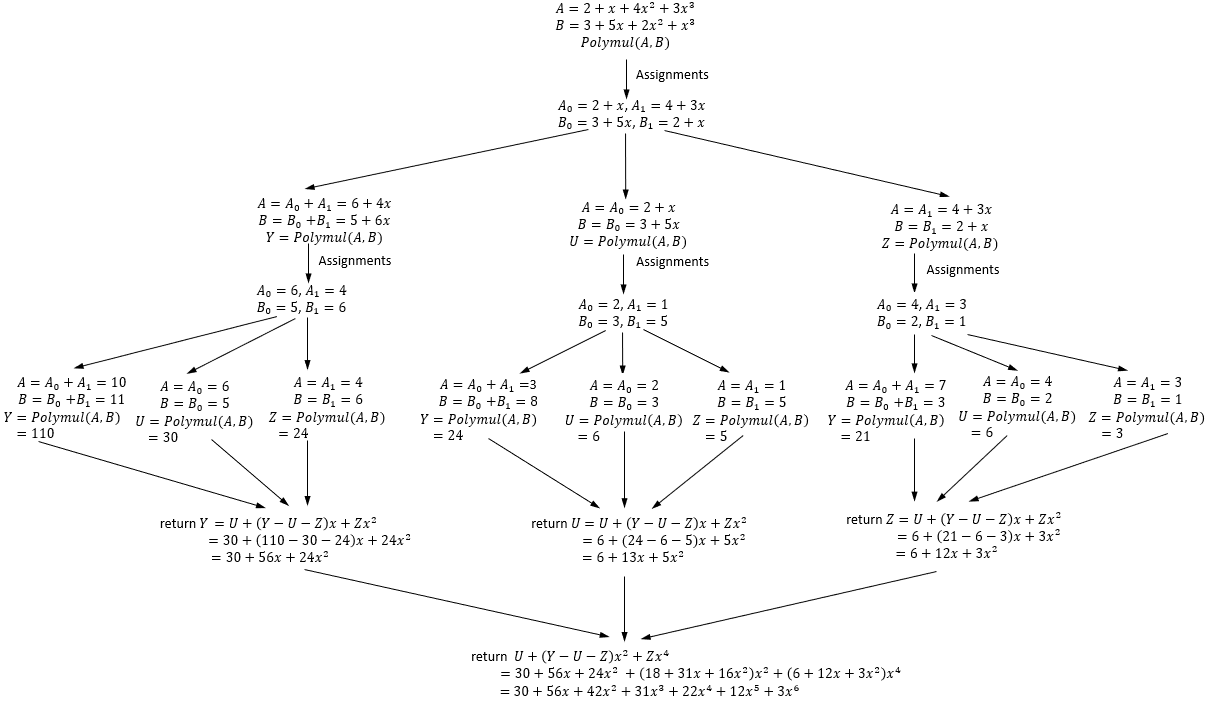 A = 2 + x + 4x² + 3x³
B = 3 + 5x + 2x² + x³
Polymul(A, B)
Assignments
A₀ = 2 + x, A₁ = 4 + 3x
B₀ = 3 + 5x, B₁ = 2 + x
A = A₀ + A₁ = 6 + 4x
B = B₀ +B₁ = 5 + 6x
Y = Polymul(A, B)
Assignments
A₀ = 6, A₁ = 4
B₀ = 5, B₁ = 6
A = A₀ = 2 + x
B = B₀ = 3 + 5x
U = Polymul(A, B)
Assignments
A₀ = 2, A₁ = 1
B₀ = 3, B₁ = 5
A = A₁ = 4 + 3x
B = B₁ = 2 + x
Z = Polymul(A, B)
Assignments
A₀ = 4, A₁ = 3
B₀ = 2, B₁ = 1
A = A₀ + A₁ = 10
B = B₀ +B₁ = 11
Y = Polymul(A, B)
= 110
A = A₀ = 6
B = B₀ = 5
U = Polymul(A, B)
= 30
A = A₁ = 4
B = B₁ = 6
Z = Polymul(A, B)
= 24
A = A₀ + A₁ =3
B = B₀ +B₁ = 8
Y = Polymul(A, B)
= 24
A = A₀ = 2
B = B₀ = 3
U = Polymul(A, B)
= 6
A = A₁ = 1
B = B₁ = 5
Z = Polymul(A, B)
= 5
A = A₀ + A₁ = 7
B = B₀ +B₁ = 3
Y = Polymul(A, B)
= 21
A = A₀ = 4
B = B₀ = 2
U = Polymul(A, B)
= 6
A = A₁ = 3
B = B₁ = 1
Z = Polymul(A, B)
= 3
return Y = U + (Y − U − Z)x + Zx²
= 30 + (110 − 30 − 24)x + 24x²
= 30 + 56x + 24x²
return U = U + (Y − U − Z)x + Zx²
= 6 + (24 − 6 − 5)x + 5x²
= 6 + 13x + 5x²
return Z = U + (Y − U − Z)x + Zx²
= 6 + (21 − 6 − 3)x + 3x²
= 6 + 12x + 3x²
return U + (Y − U − Z)x² + Zx⁴
= 30 + 56x + 24x² + (18 + 31x + 16x²)x² + (6 + 12x + 3x²)x⁴
= 30 + 56x + 42x² + 31x³ + 22x⁴ + 12x⁵ + 3x⁶